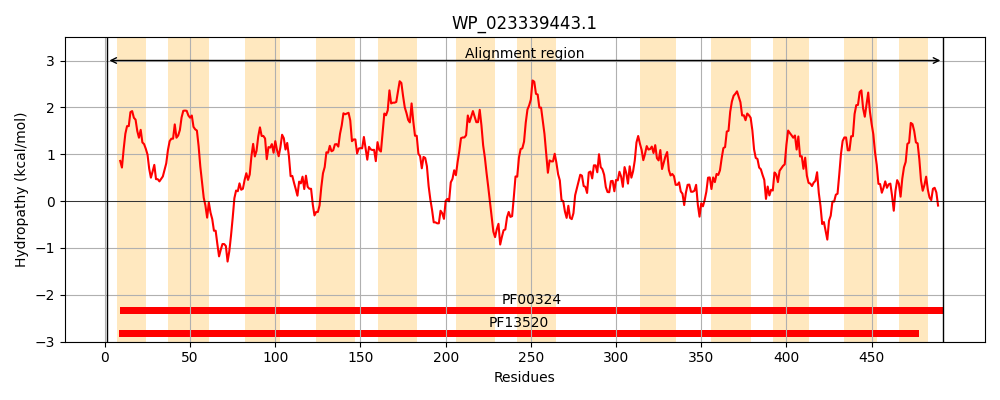 WP_023339443.1
Alignment region
Hydropathy (kcal/mol)
3
2
1
0
−1
−2
−3
PF00324
PF13520
0 50 100 150 200 250 300 350 400 450
Residues